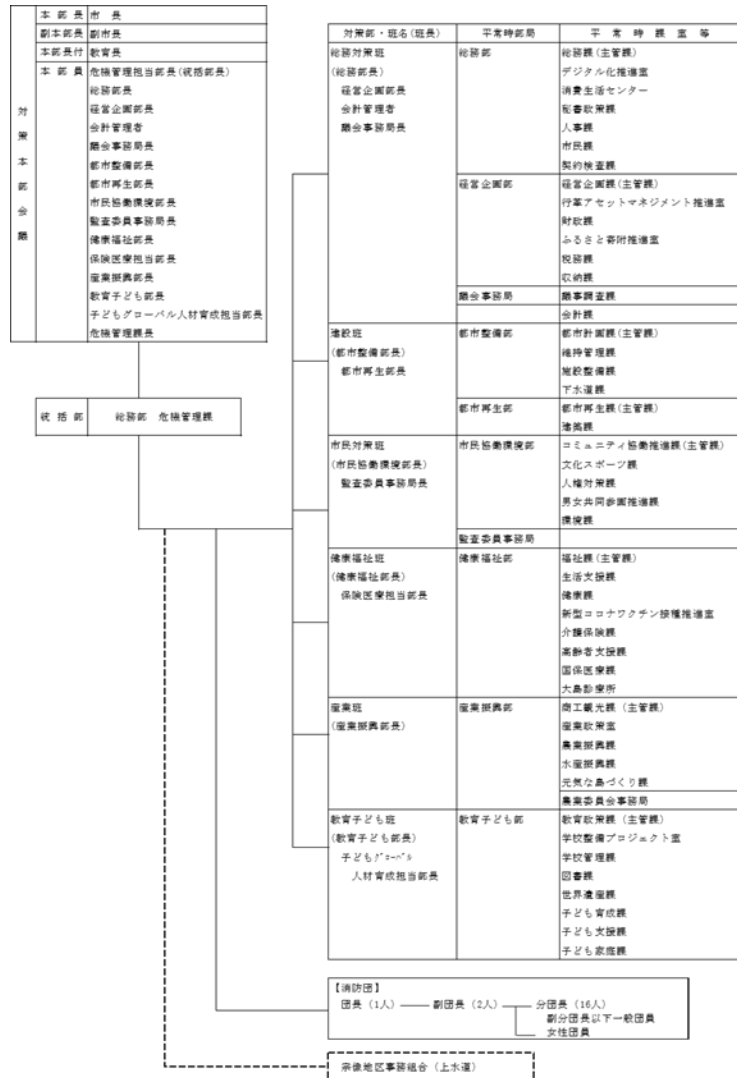 対策本部会議
本部長 市長
副本部長 副市長
本部長付 教育長
本部員 危機管理担当部長(統括部長)
総務部長
経営企画部長
会計管理者
議会事務局長
都市整備部長
都市再生部長
市民協働環境部長
監査委員事務局長
健康福祉部長
保険医療担当部長
産業振興部長
教育子ども部長
子どもグローバル人材育成担当部長
危機管理課長
統括部 総務部 危機管理課
対策部・班名(班長) 平常時部局 平常時課室等
総務対策班 総務部 総務課(主管課)
(総務部長) デジタル化推進室
経営企画部長 消費生活センター
会計管理者 秘書政策課
議会事務局長 人事課
市民課
契約検査課
経営企画部 経営企画課(主管課)
行革アセットマネジメント推進室
財政課
ふるさと寄附推進室
税務課
収納課
議会事務局 議事調査課
会計課
建設班 都市整備部 都市計画課(主管課)
(都市整備部長) 維持管理課
都市再生部長 施設整備課
下水道課
都市再生部 都市再生課(主管課)
建築課
市民対策班 市民協働環境部 コミュニティ協働推進課(主管課)
(市民協働環境部長) 文化スポーツ課
監査委員事務局長 人権対策課
男女共同参画推進課
環境課
監査委員事務局
健康福祉班 健康福祉部 福祉課(主管課)
(健康福祉部長) 生活支援課
保険医療担当部長 健康課
新型コロナワクチン接種推進室
介護保険課
高齢者支援課
国保医療課
大島診療所
産業班 産業振興部 商工観光課(主管課)
(産業振興部長) 産業政策室
農業振興課
水産振興課
元気な島づくり課
農業委員会事務局
教育子ども班 教育子ども部 教育政策課(主管課)
(教育子ども部長) 学校整備プロジェクト室
子どもグローバル 学校管理課
人材育成担当部長 図書課
世界遺産課
子ども育成課
子ども支援課
子ども家庭課
【消防団】
団長(1人) 副団長(2人) 分団長(16人)
副分団長以下一般団員
女性団員
宗像地区事務組合(上水道)